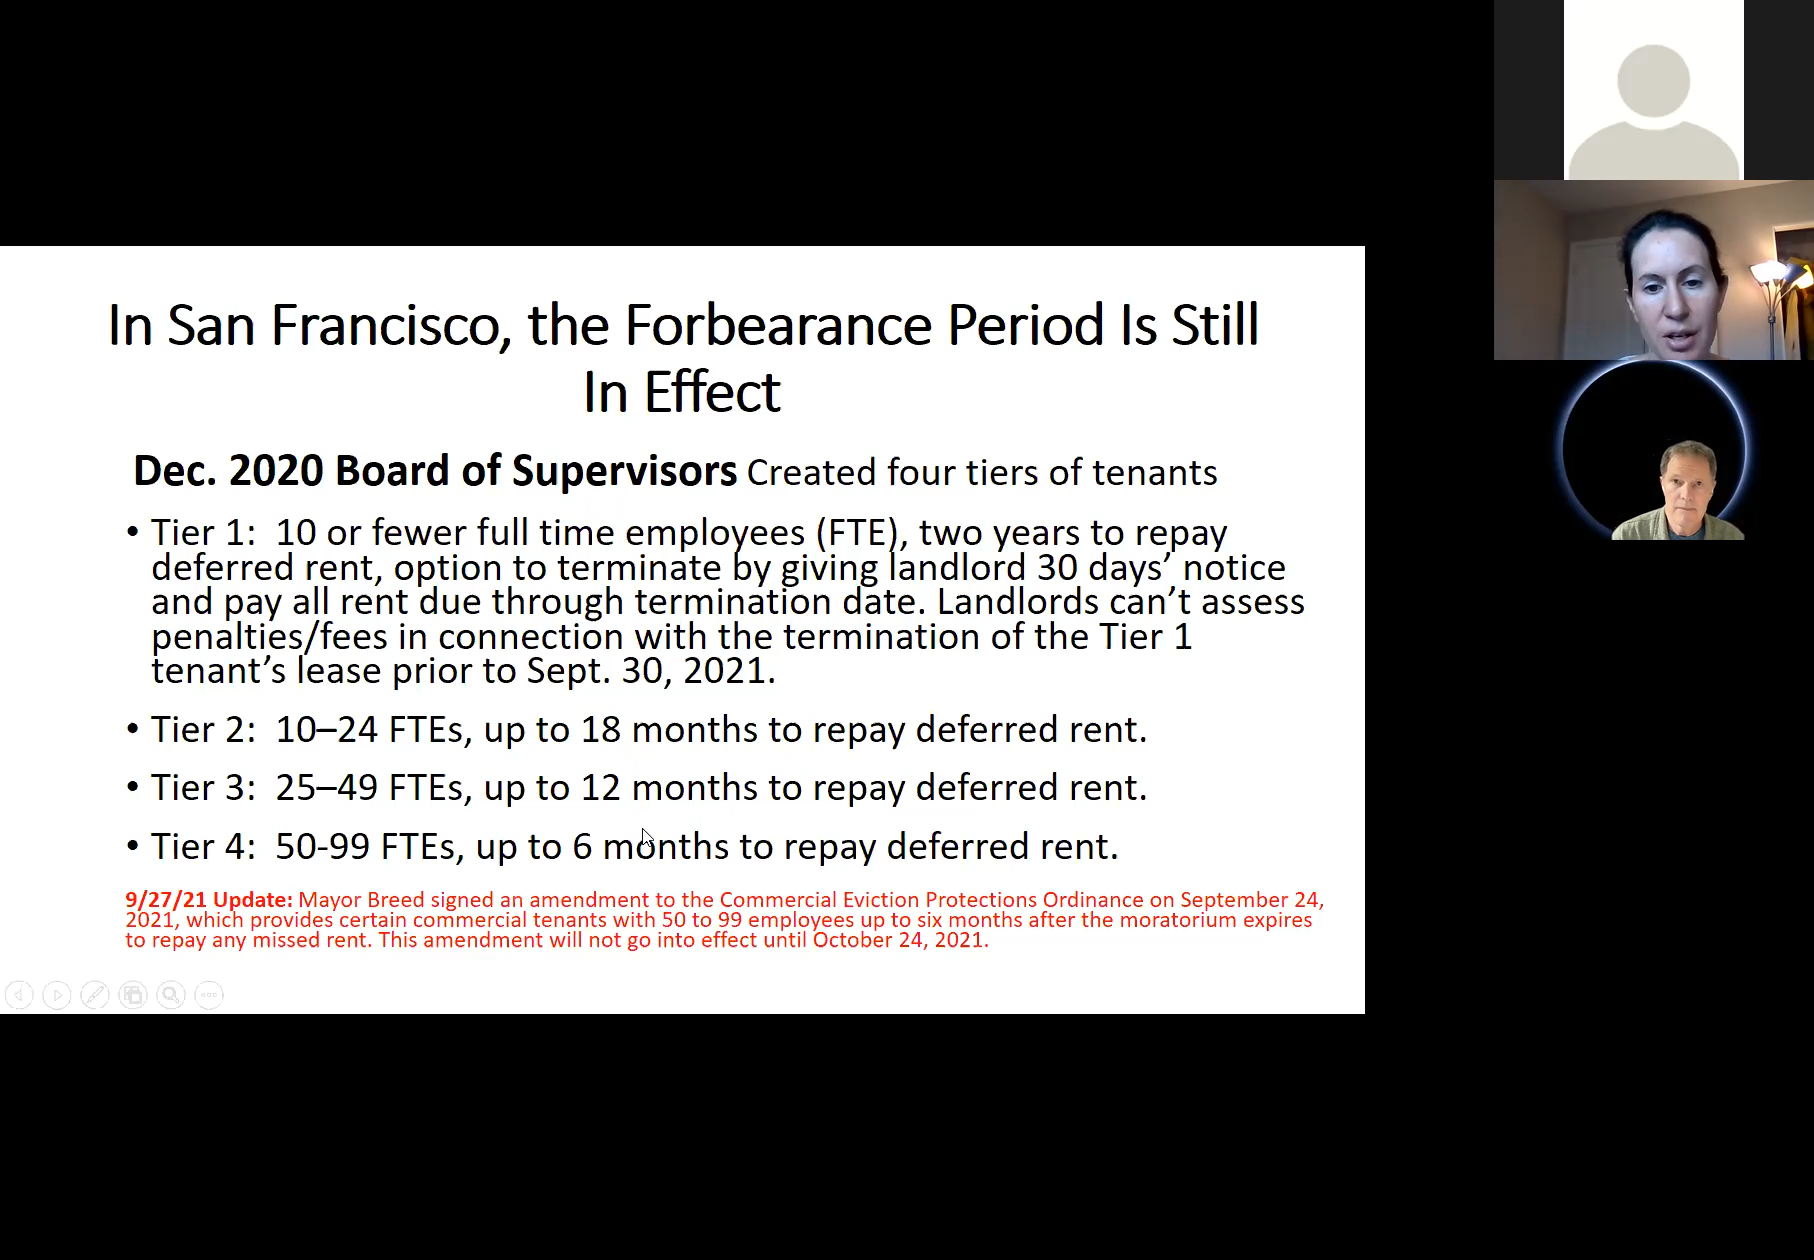 In San Francisco, the Forbearance Period Is Still
In Effect
Dec. 2020 Board of Supervisors Created four tiers of tenants
• Tier 1:  10 or fewer full time employees (FTE), two years to repay
deferred rent, option to terminate by giving landlord 30 days’ notice
and pay all rent due through termination date. Landlords can’t assess
penalties/fees in connection with the termination of the Tier 1
tenant’s lease prior to Sept. 30, 2021.
• Tier 2:  10–24 FTEs, up to 18 months to repay deferred rent.
• Tier 3:  25–49 FTEs, up to 12 months to repay deferred rent.
• Tier 4:  50-99 FTEs, up to 6 months to repay deferred rent.
9/27/21 Update: Mayor Breed signed an amendment to the Commercial Eviction Protections Ordinance on September 24,
2021, which provides certain commercial tenants with 50 to 99 employees up to six months after the moratorium expires
to repay any missed rent. This amendment will not go into effect until October 24, 2021.